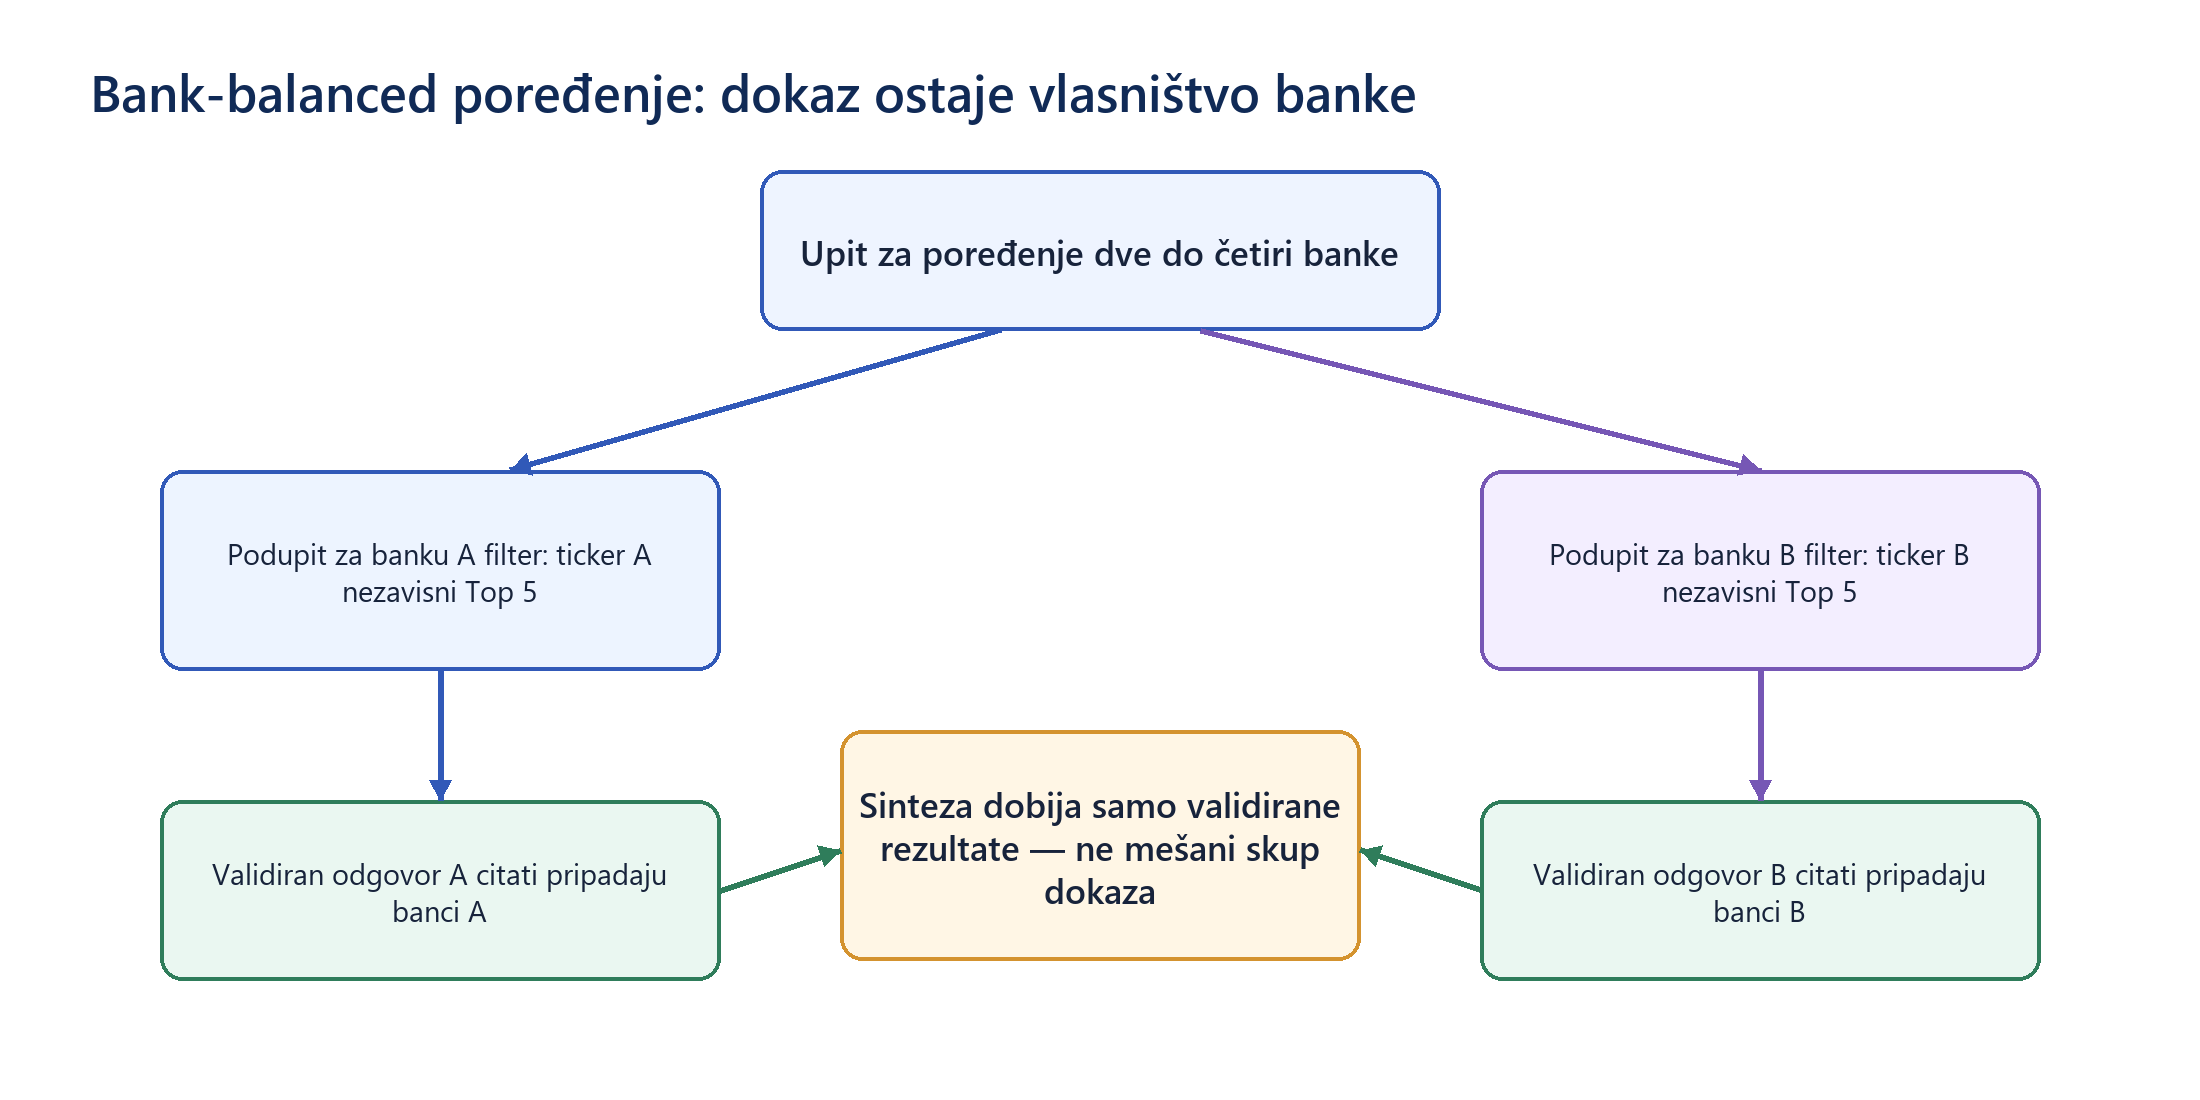 Bank-balanced poređenje: dokaz ostaje vlasništvo banke
Upit za poređenje dve do četiri banke
Podupit za banku A filter: ticker A
nezavisni Top 5
Podupit za banku B filter: ticker B
nezavisni Top 5
Validiran odgovor A citati pripadaju
banci A
Sinteza dobija samo validirane
rezultate — ne mešani skup
dokaza
Validiran odgovor B citati pripadaju
banci B